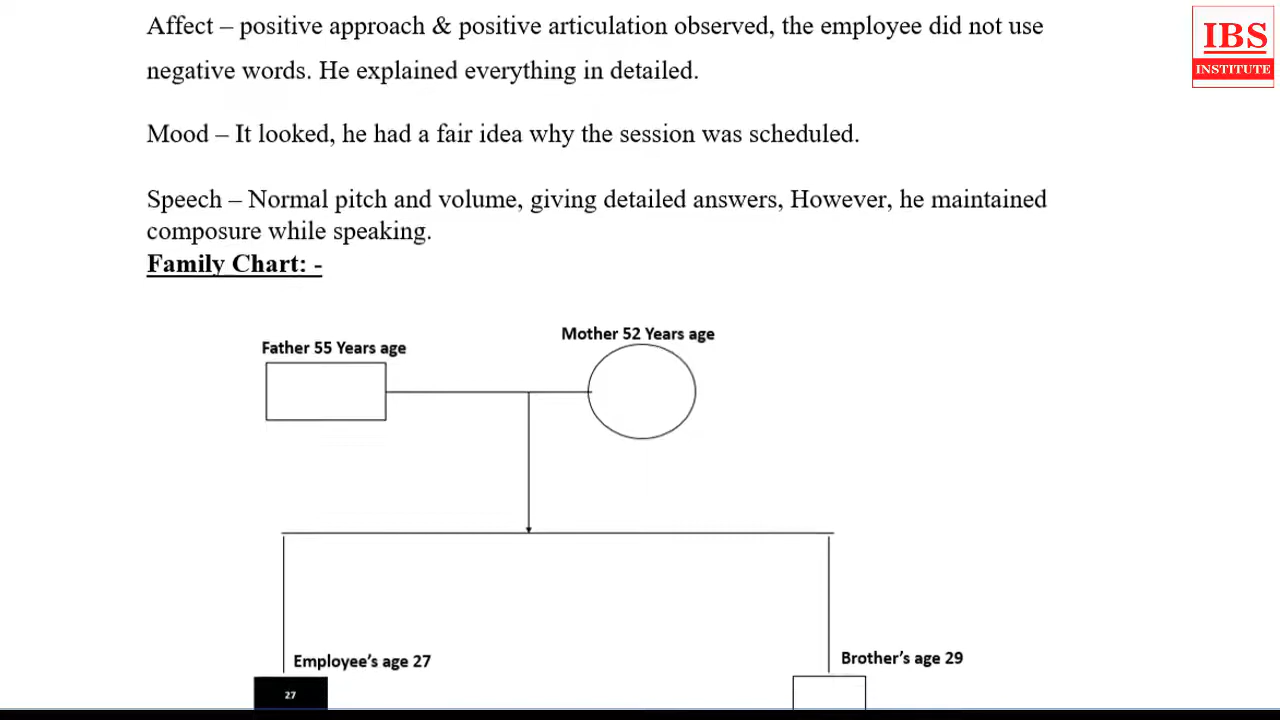 Affect – positive approach & positive articulation observed, the employee did not use
negative words. He explained everything in detailed.
Mood – It looked, he had a fair idea why the session was scheduled.
Speech – Normal pitch and volume, giving detailed answers, However, he maintained
composure while speaking.
Family Chart: -
Father 55 Years age
Mother 52 Years age
Employee's age 27
Brother's age 29
27
IBS
INSTITUTE